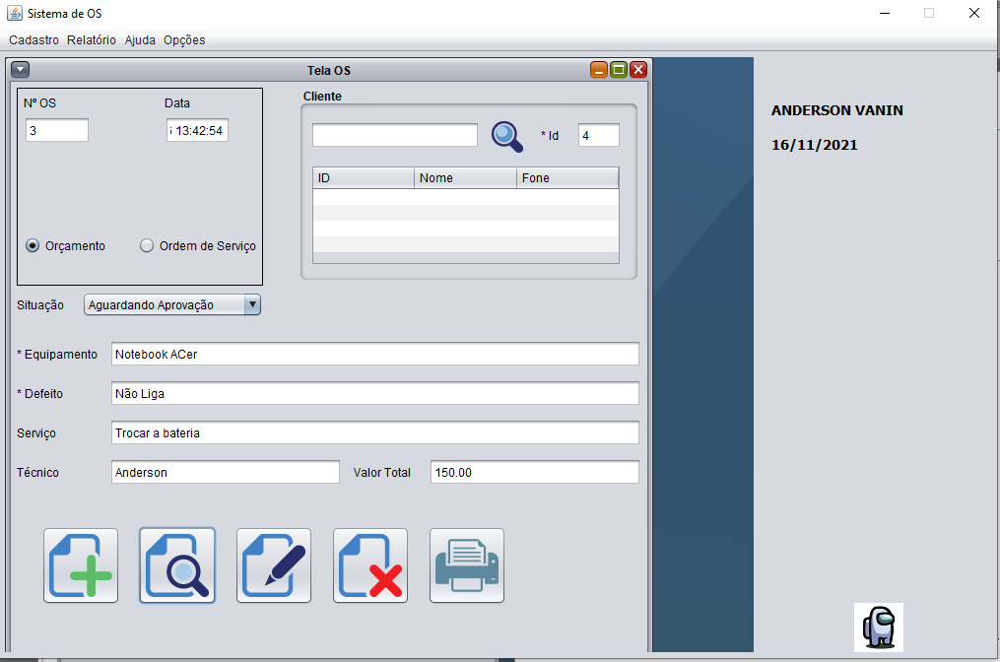 Sistema de OS
Cadastro Relatório Ajuda Opções
Tela OS
Nº OS Data
3 13:42:54
Orçamento Ordem de Serviço
Cliente
* Id 4
ID Nome Fone
Situação Aguardando Aprovação
* Equipamento Notebook ACer
* Defeito Não Liga
Serviço Trocar a bateria
Técnico Anderson Valor Total 150.00
ANDERSON VANIN
16/11/2021